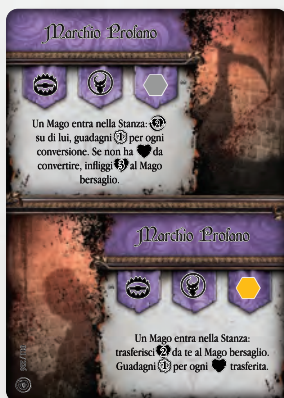 Marchio Profano
Un Mago entra nella Stanza: 2
su di lui, guadagni 1 per ogni
conversione. Se non ha da
convertire, infliggi 3 al Mago
bersaglio.
Marchio Profano
Un Mago entra nella Stanza:
trasferisci 2 da te al Mago bersaglio.
Guadagni 1 per ogni trasferita.